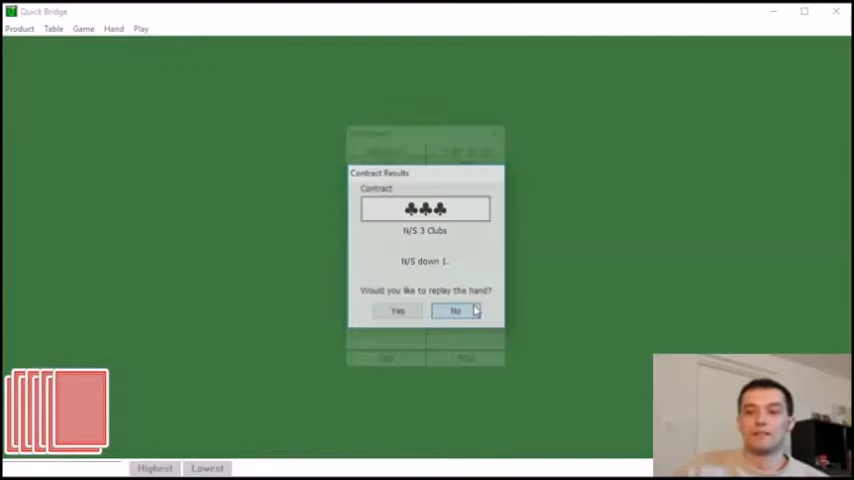 Quick Bridge
Product Table Game Hand Play
Contract Results
Contract
♣♣♣
N/S 3 Clubs
N/S down 1.
Would you like to replay the hand?
Yes No
Highest Lowest